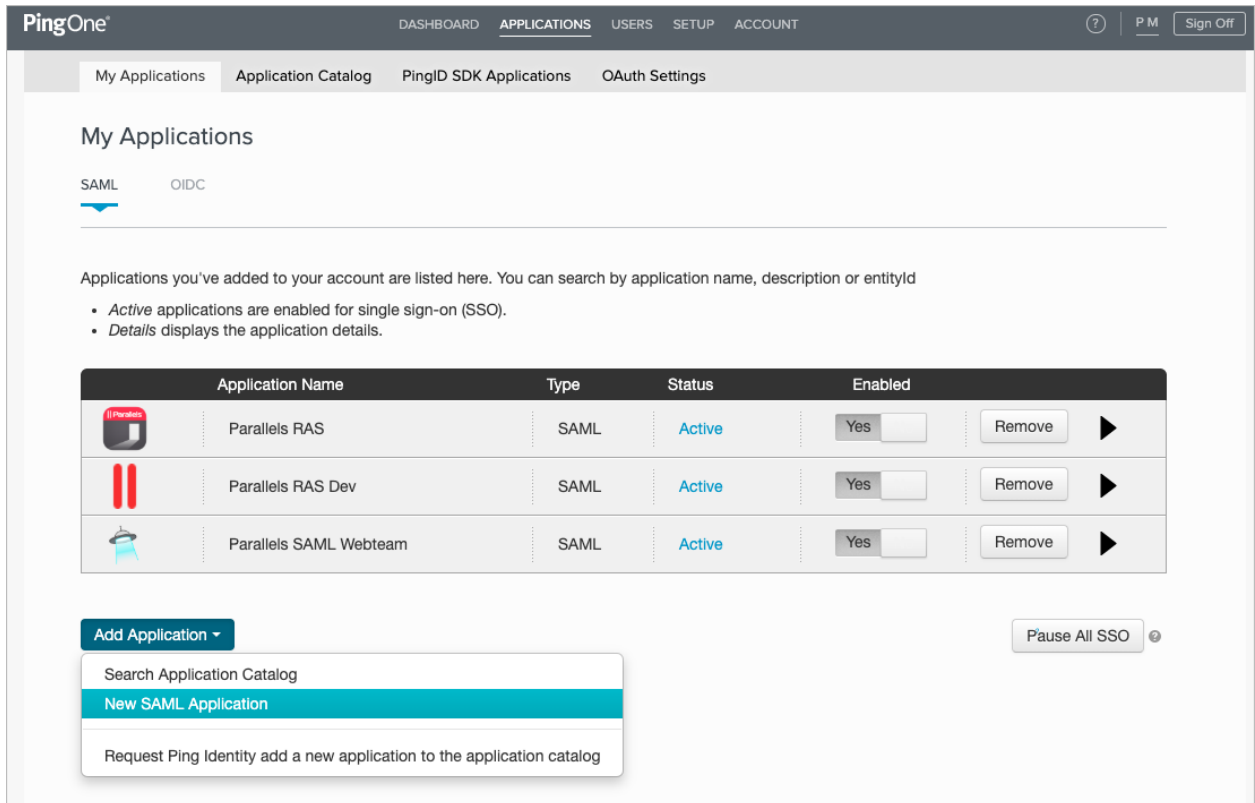 PingOne® DASHBOARD APPLICATIONS USERS SETUP ACCOUNT ? P M Sign Off
My Applications Application Catalog PingID SDK Applications OAuth Settings
My Applications
SAML OIDC
Applications you've added to your account are listed here. You can search by application name, description or entityId
• Active applications are enabled for single sign-on (SSO).
• Details displays the application details.
Application Name Type Status Enabled
|| Parallels
Parallels RAS SAML Active Yes Remove
Parallels RAS Dev SAML Active Yes Remove
Parallels SAML Webteam SAML Active Yes Remove
Add Application Pause All SSO ?
Search Application Catalog
New SAML Application
Request Ping Identity add a new application to the application catalog